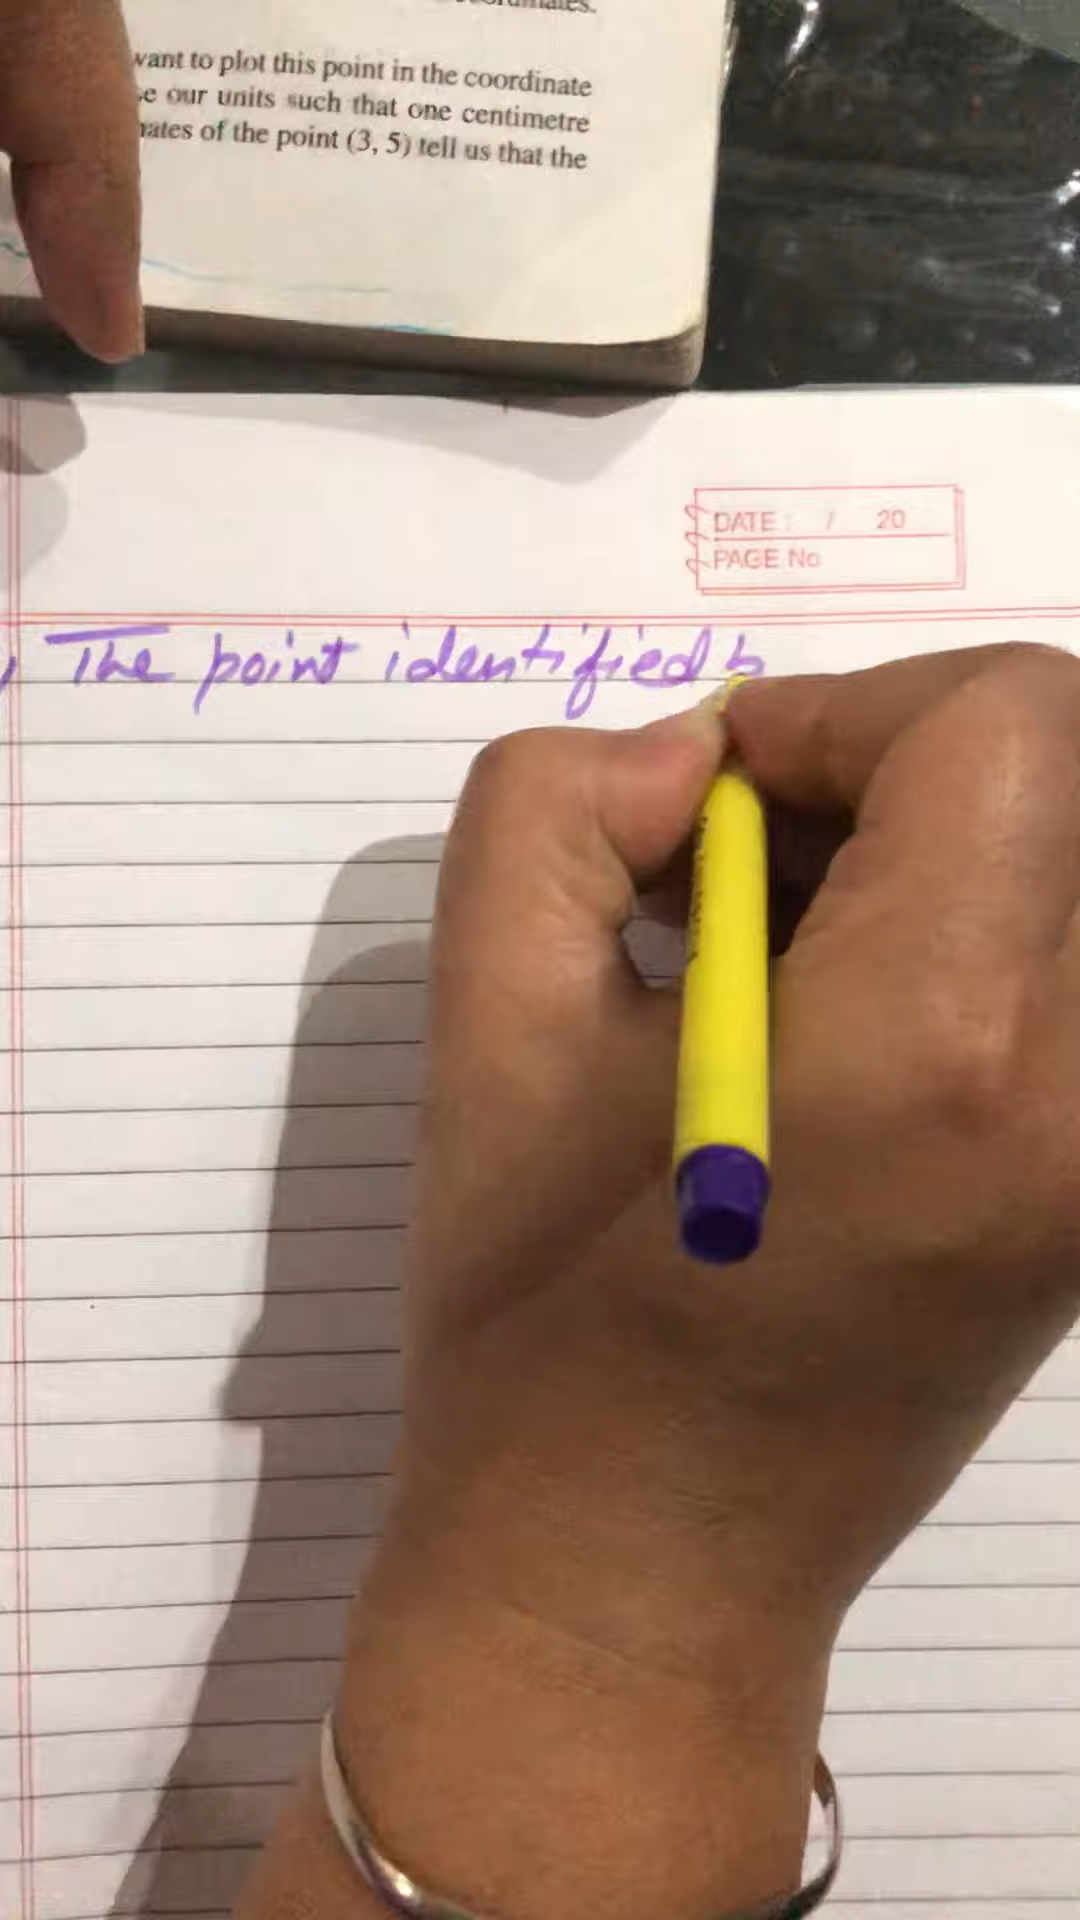 want to plot this point in the coordinate
our units such that one centimetre
of the point (3, 5) tell us that the
DATE: / 20
PAGE No
The point identified b